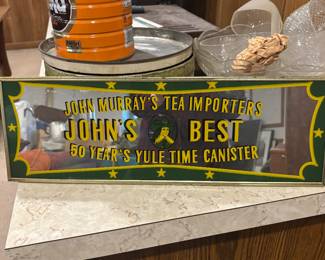 JOHN MURRAY'S TEA IMPORTERS
JOHN'S BEST
50 YEAR'S YULE TIME CANISTER